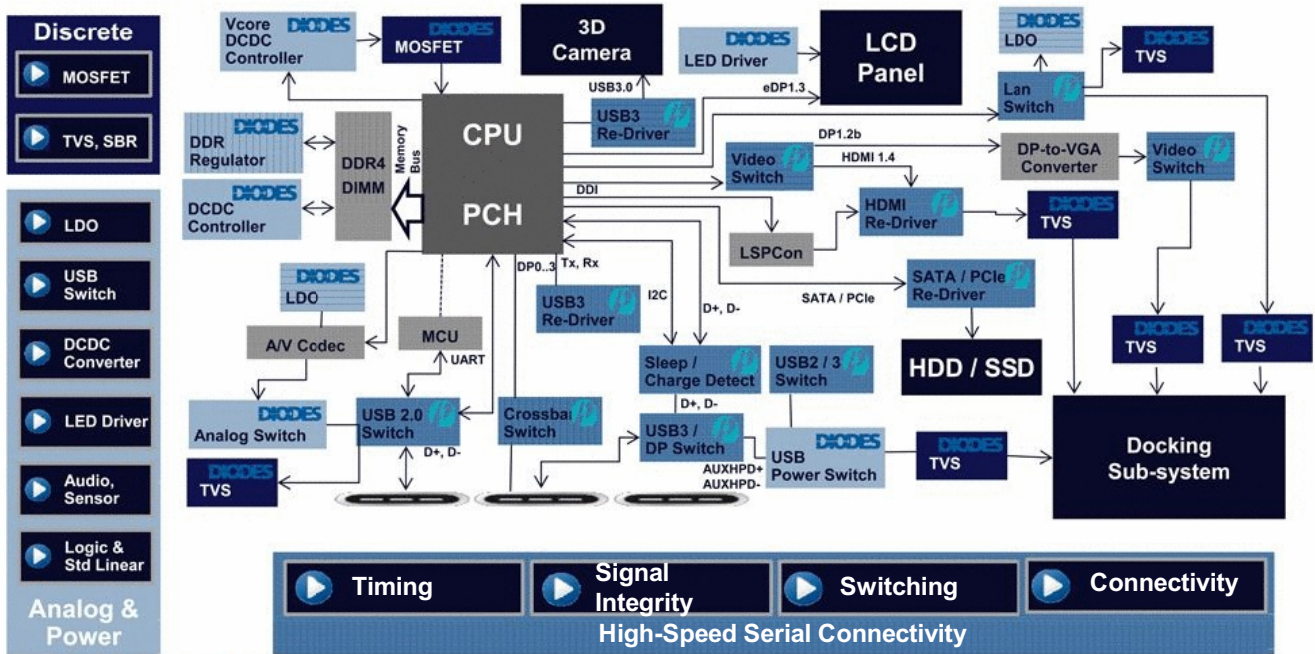 Discrete
MOSFET
TVS, SBR
LDO
USB
Switch
DCDC
Converter
LED Driver
Audio,
Sensor
Logic &
Std Linear
Analog &
Power
Vcore
DCDC
Controller
DIODES
DIODES
MOSFET
3D
Camera
USB3.0
DIODES
LED Driver
LCD
Panel
eDP1.3
DIODES
LDO
DIODES
TVS
Lan
Switch
CPU
PCH
USB3
Re-Driver
DIODES
DDR
Regulator
DDR4
DIMM
Memory
Bus
DIODES
DCDC
Controller
Video
Switch
DP1.2b
HDMI 1.4
DP-to-VGA
Converter
Video
Switch
DDI
HDMI
Re-Driver
DIODES
TVS
LSPCon
SATA / PCIe
SATA / PCIe
Re-Driver
HDD / SSD
DIODES
LDO
A/V Codec
MCU
UART
DP0..3
Tx, Rx
USB3
Re-Driver
I2C
D+, D-
Sleep /
Charge Detect
D+, D-
USB2 / 3
Switch
DIODES
TVS
DIODES
TVS
DIODES
Analog Switch
USB 2.0
Switch
D+, D-
Crossbar
Switch
USB3 /
DP Switch
AUXHPD+
AUXHPD-
DIODES
USB
Power Switch
DIODES
TVS
Docking
Sub-system
DIODES
TVS
Timing
Signal
Integrity
Switching
Connectivity
High-Speed Serial Connectivity